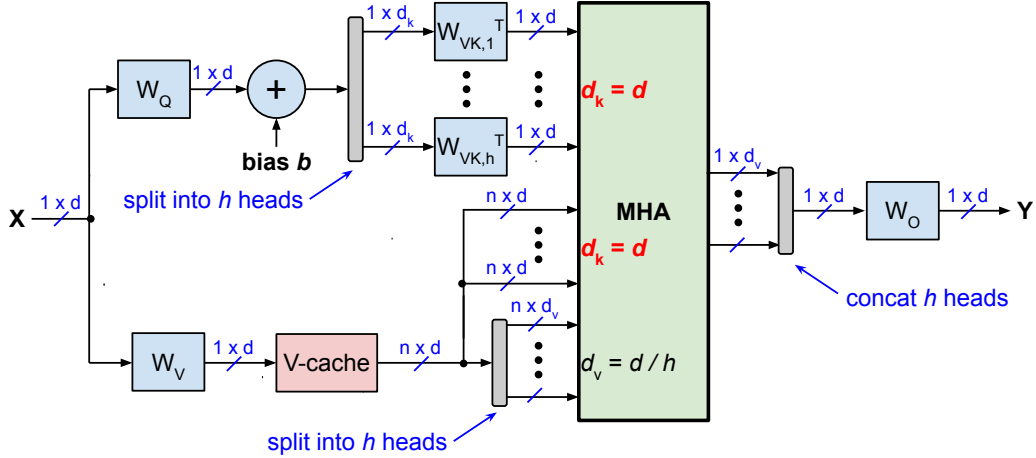 1 x d_k
W_VK,1^T
1 x d
1 x d
W_Q
1 x d
+
d_k = d
bias b
1 x d_k
W_VK,h^T
1 x d
split into h heads
X
1 x d
n x d
MHA
d_k = d
n x d
1 x d_v
1 x d
W_O
1 x d
Y
concat h heads
n x d_v
W_V
1 x d
V-cache
n x d
d_v = d / h
split into h heads